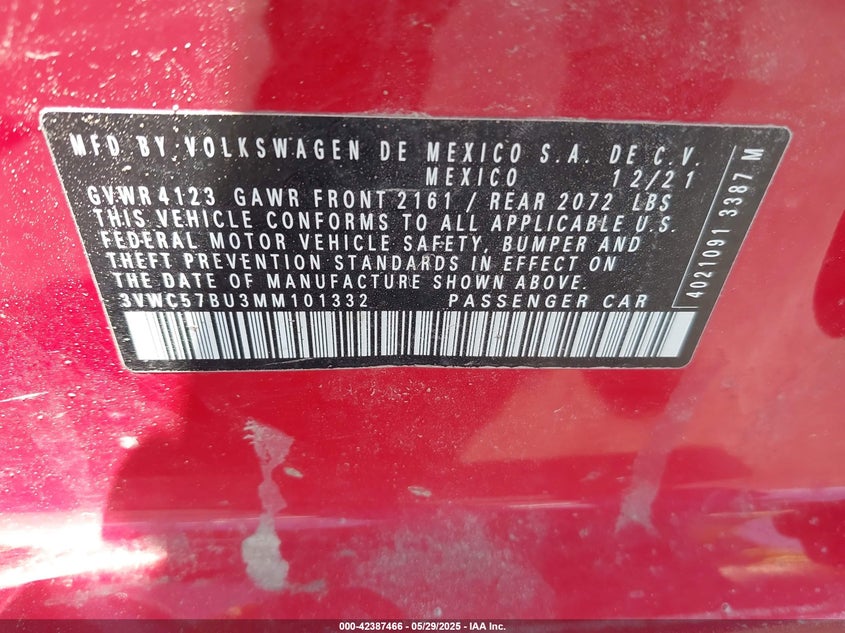 MFD BY VOLKSWAGEN DE MEXICO S.A. DE C.V.
MEXICO 12/21
GVWR 4123 GAWR FRONT 2161 / REAR 2072 LBS
THIS VEHICLE CONFORMS TO ALL APPLICABLE U.S.
FEDERAL MOTOR VEHICLE SAFETY, BUMPER AND
THEFT PREVENTION STANDARDS IN EFFECT ON
THE DATE OF MANUFACTURE SHOWN ABOVE.
3VWC57BU3MM101332 PASSENGER CAR
4021091 3387 M
000-42387466 - 05/29/2025 - IAA Inc.